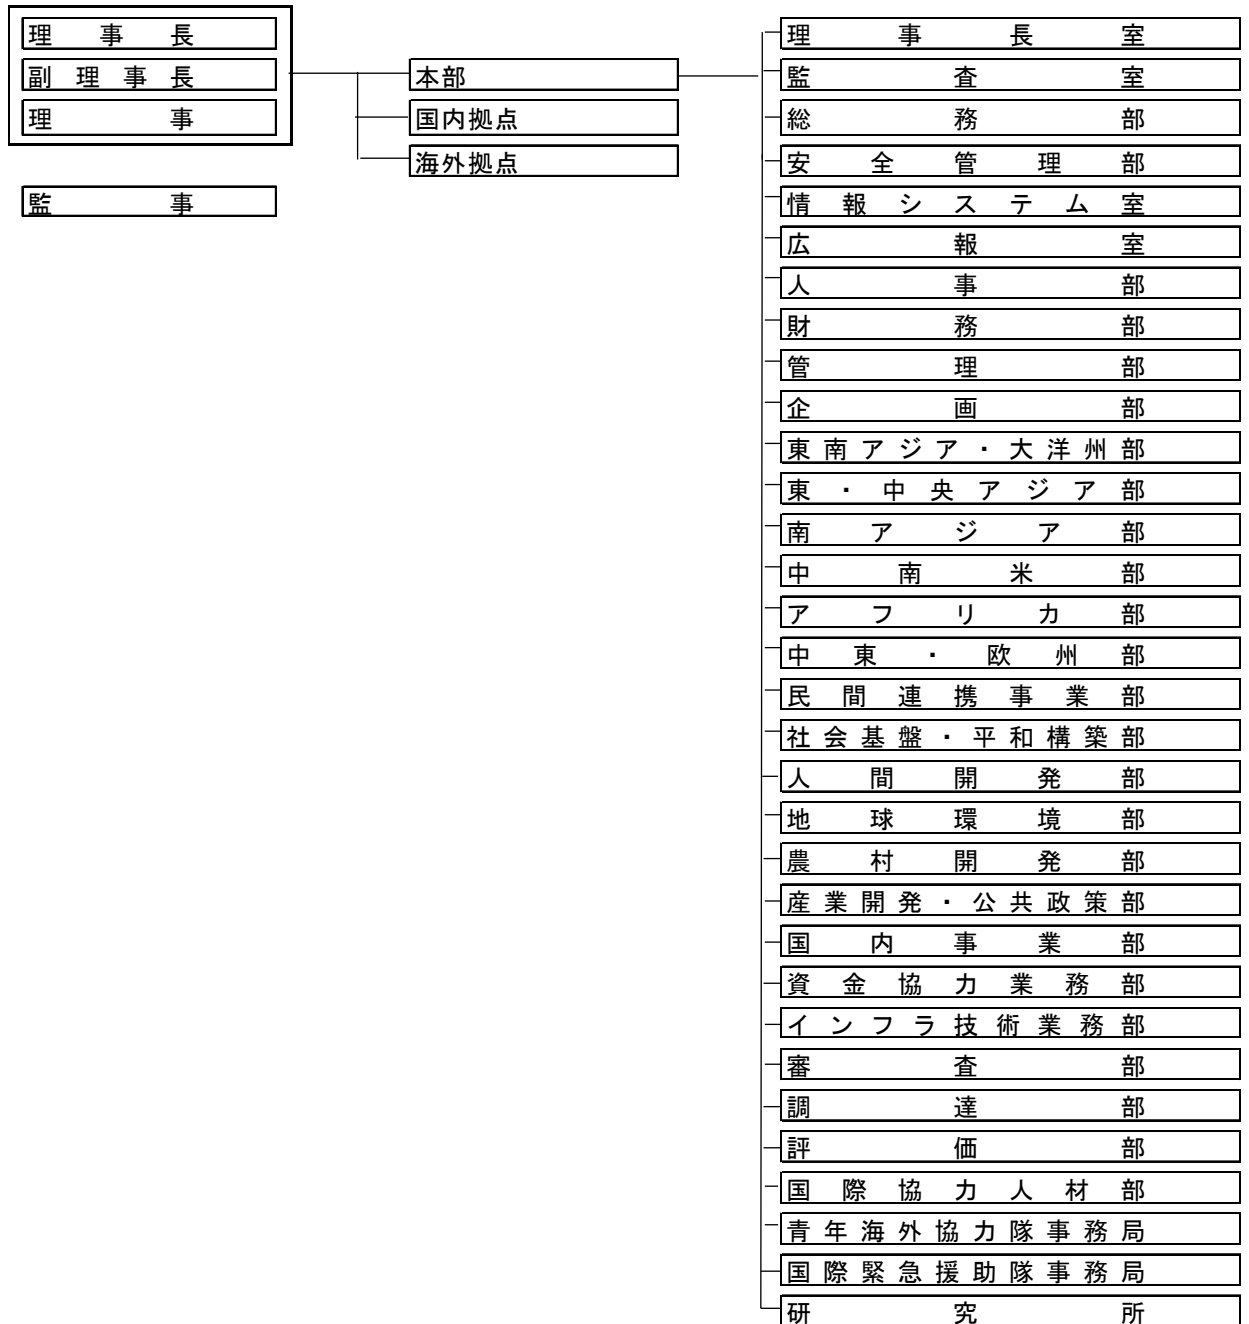 理事長
副理事長
理事
監事
本部
国内拠点
海外拠点
理事長室
監査室
総務部
安全管理部
情報システム室
広報室
人事部
財務部
管理部
企画部
東南アジア・大洋州部
東・中央アジア部
南アジア部
中南米部
アフリカ部
中東・欧州部
民間連携事業部
社会基盤・平和構築部
人間開発部
地球環境部
農村開発部
産業開発・公共政策部
国内事業部
資金協力業務部
インフラ技術業務部
審査部
調達部
評価部
国際協力人材部
青年海外協力隊事務局
国際緊急援助隊事務局
研究所